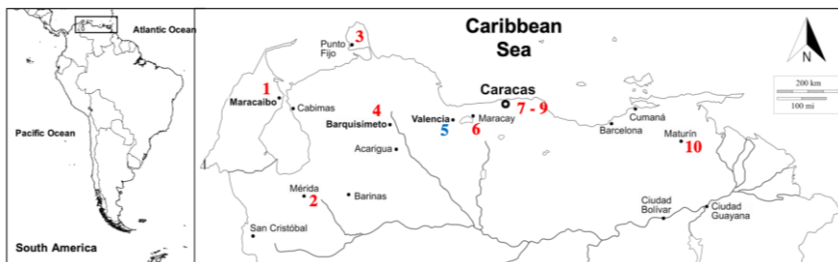 Atlantic Ocean
Pacific Ocean
South America
Caribbean
Sea
N
200 km
100 mi
3
Punto
Fijo
1
Maracaibo
Cabimas
4
Barquisimeto
Acarigua
Valencia
5
Maracay
6
Caracas
7 - 9
Barcelona
Cumaná
Maturín
10
Mérida
2
Barinas
San Cristóbal
Ciudad
Bolívar
Ciudad
Guayana